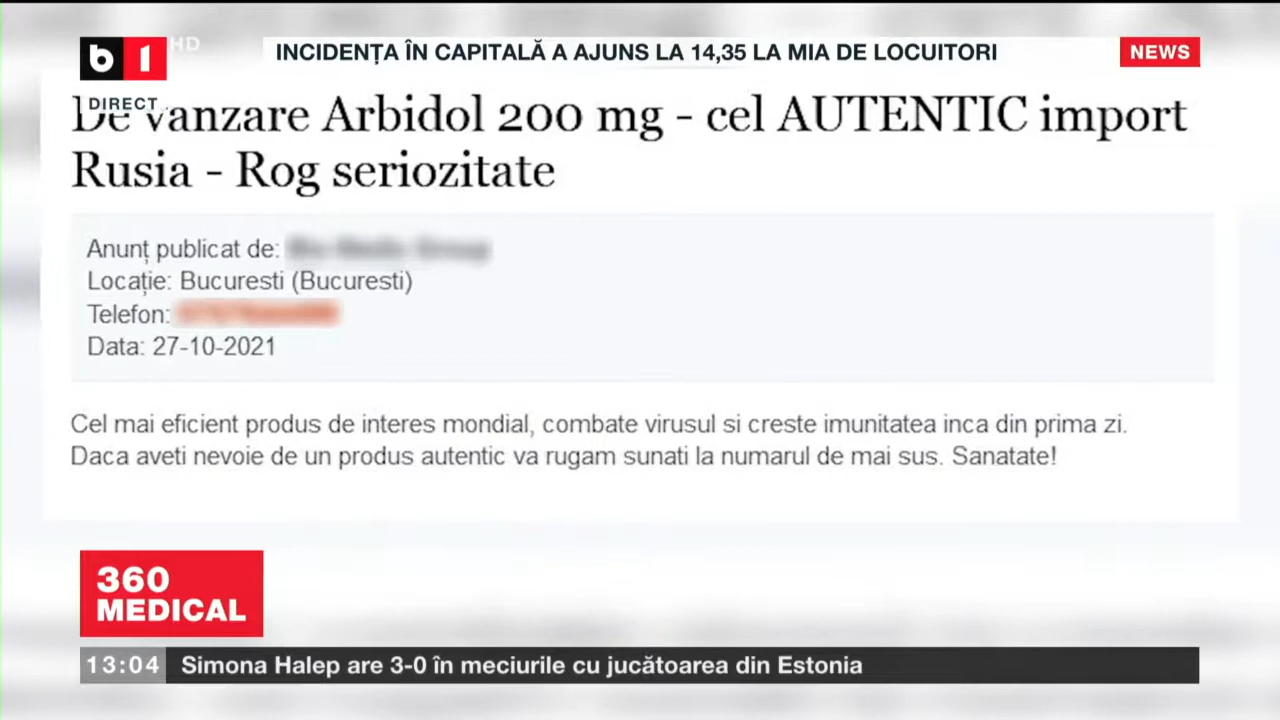 b1
HD
INCIDENȚA ÎN CAPITALĂ A AJUNS LA 14,35 LA MIA DE LOCUITORI
NEWS
DIRECT
De vanzare Arbidol 200 mg - cel AUTENTIC import
Rusia - Rog seriozitate
Anunț publicat de:
Locație: Bucuresti (Bucuresti)
Telefon:
Data: 27-10-2021
Cel mai eficient produs de interes mondial, combate virusul si creste imunitatea inca din prima zi.
Daca aveti nevoie de un produs autentic va rugam sunati la numarul de mai sus. Sanatate!
360
MEDICAL
13:04 Simona Halep are 3-0 în meciurile cu jucătoarea din Estonia